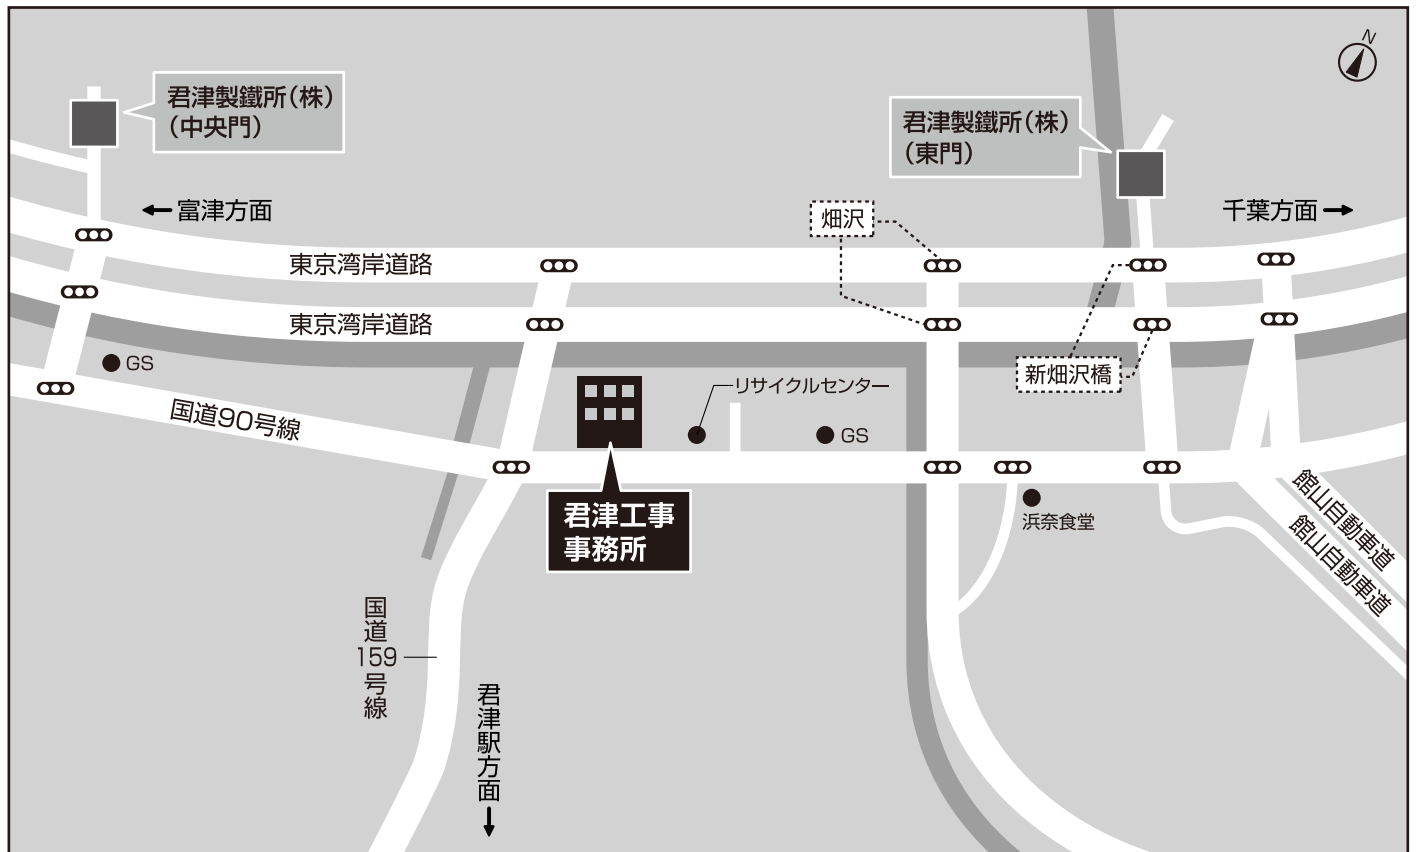 N
君津製鐵所(株)
(中央門)
君津製鐵所(株)
(東門)
←富津方面
畑沢
千葉方面→
東京湾岸道路
東京湾岸道路
GS
リサイクルセンター
新畑沢橋
国道90号線
GS
君津工事
事務所
浜奈食堂
館山自動車道
館山自動車道
国道159号線
君津駅方面